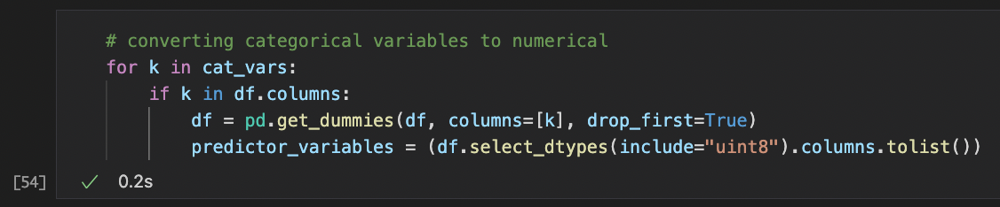 # converting categorical variables to numerical
for k in cat_vars:
if k in df.columns:
df = pd.get_dummies(df, columns=[k], drop_first=True)
predictor_variables = (df.select_dtypes(include="uint8").columns.tolist())
[54]
✓ 0.2s